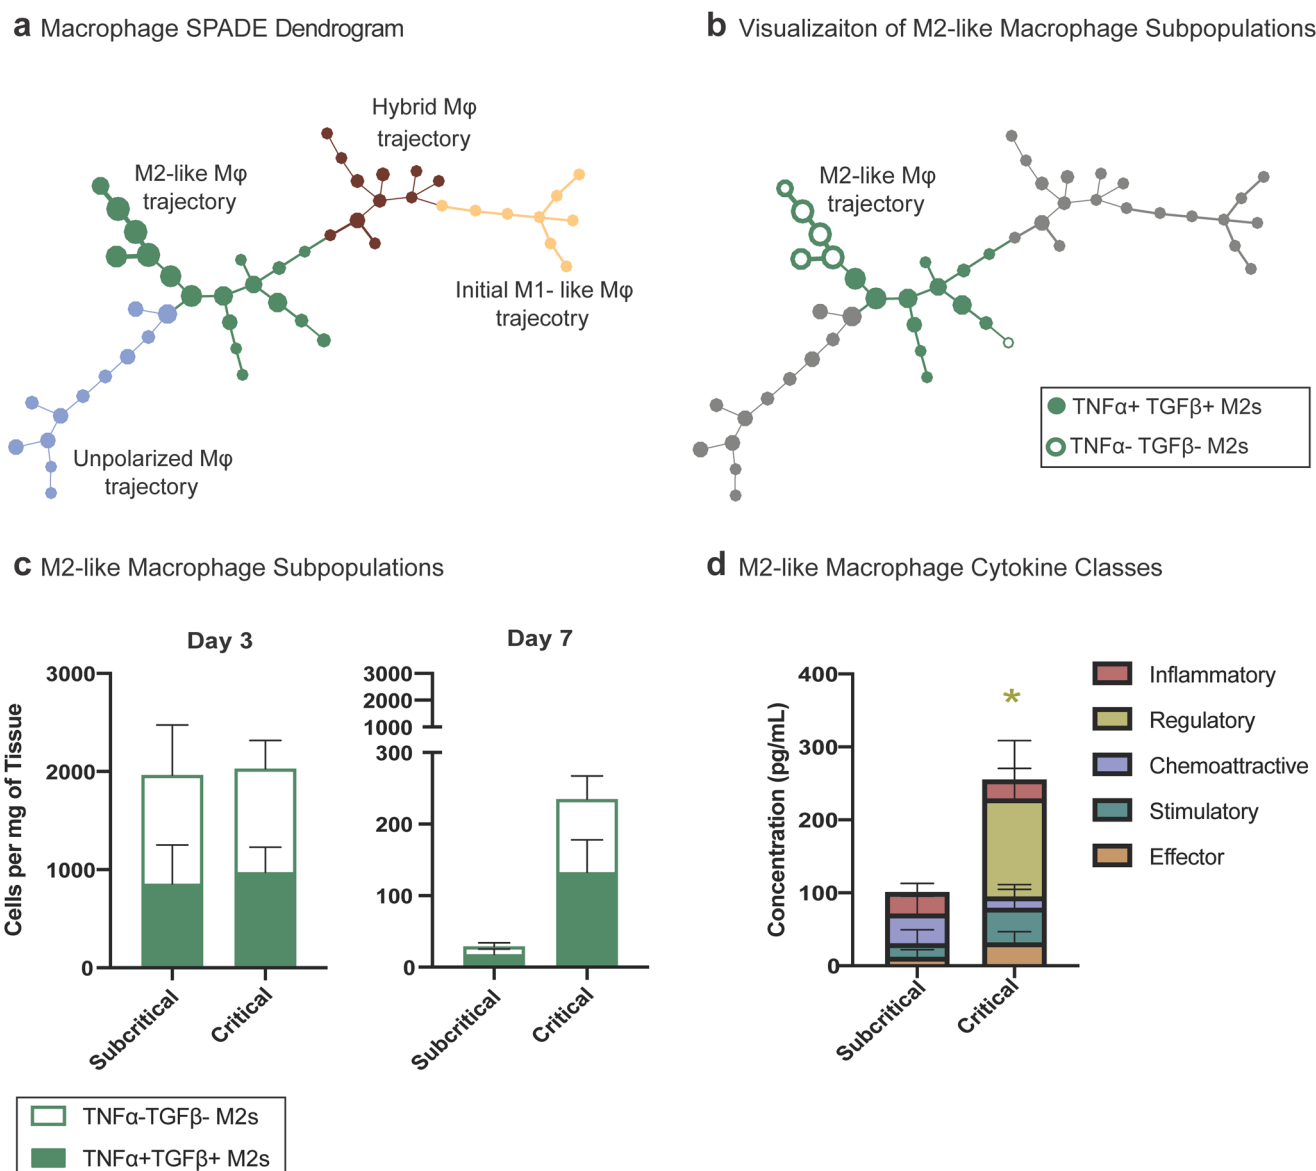 a Macrophage SPADE Dendrogram
Hybrid Mφ
trajectory
M2-like Mφ
trajectory
Initial M1- like Mφ
trajecotry
Unpolarized Mφ
trajectory
b Visualizaiton of M2-like Macrophage Subpopulations
M2-like Mφ
trajectory
TNFα+ TGFβ+ M2s
TNFα- TGFβ- M2s
c M2-like Macrophage Subpopulations
Day 3
Cells per mg of Tissue
3000
2000
1000
0
Subcritical
Critical
Day 7
3000
2000
1000
300
200
100
0
Subcritical
Critical
TNFα-TGFβ- M2s
TNFα+TGFβ+ M2s
d M2-like Macrophage Cytokine Classes
Concentration (pg/mL)
400
300
200
100
0
*
Subcritical
Critical
Inflammatory
Regulatory
Chemoattractive
Stimulatory
Effector